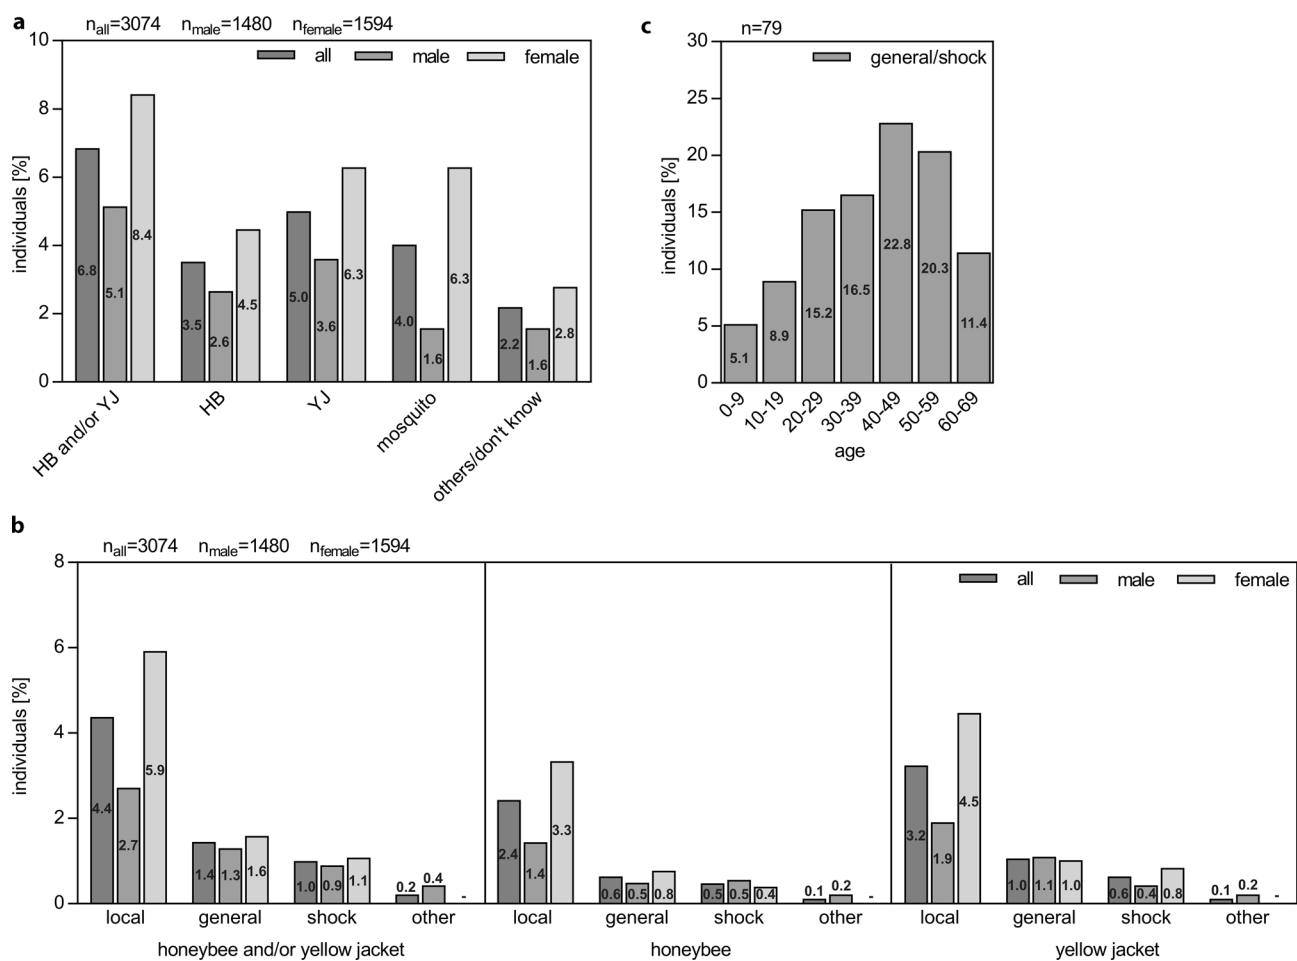 a
n_all=3074 n_male=1480 n_female=1594
all male female
individuals [%]
10
8
6
4
2
0
6.8 5.1 8.4
3.5 2.6 4.5
5.0 3.6 6.3
4.0 1.6 6.3
2.2 1.6 2.8
HB and/or YJ
HB
YJ
mosquito
others/don't know
c
n=79
general/shock
individuals [%]
30
25
20
15
10
5
0
5.1 8.9 15.2 16.5 22.8 20.3 11.4
0-9 10-19 20-29 30-39 40-49 50-59 60-69
age
b
n_all=3074 n_male=1480 n_female=1594
all male female
individuals [%]
8
6
4
2
0
4.4 2.7 5.9
1.4 1.3 1.6
1.0 0.9 1.1
0.2 0.4 -
2.4 1.4 3.3
0.6 0.5 0.8
0.5 0.5 0.4
0.1 0.2 -
3.2 1.9 4.5
1.0 1.1 1.0
0.6 0.4 0.8
0.1 0.2 -
local general shock other local general shock other local general shock other
honeybee and/or yellow jacket honeybee yellow jacket